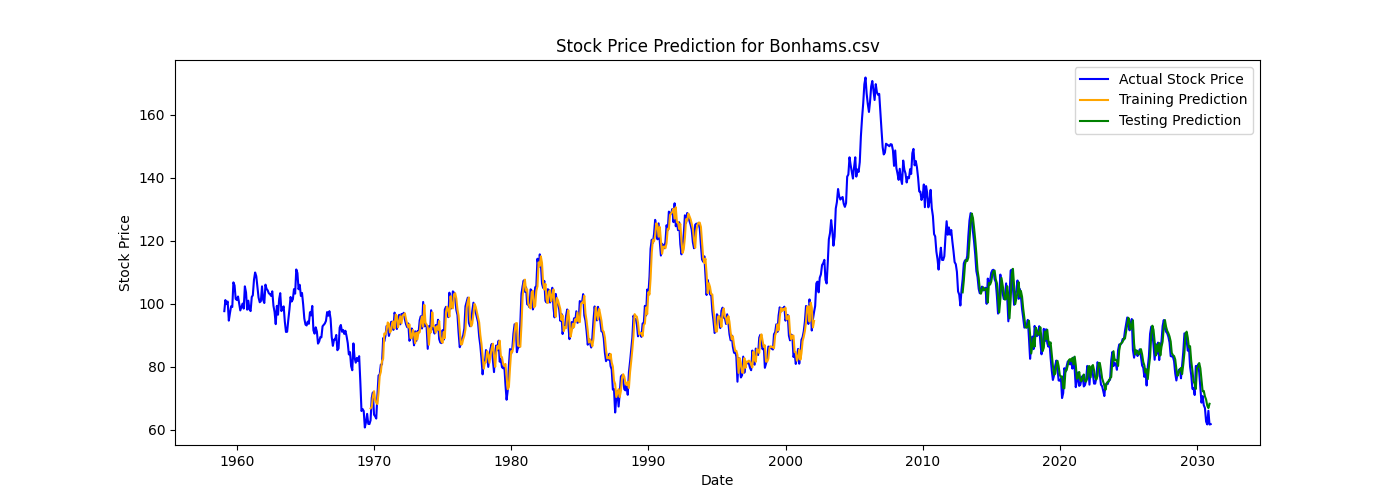 Stock Price Prediction for Bonhams.csv
Actual Stock Price
Training Prediction
Testing Prediction
Stock Price
160
140
120
100
80
60
1960 1970 1980 1990 2000 2010 2020 2030
Date